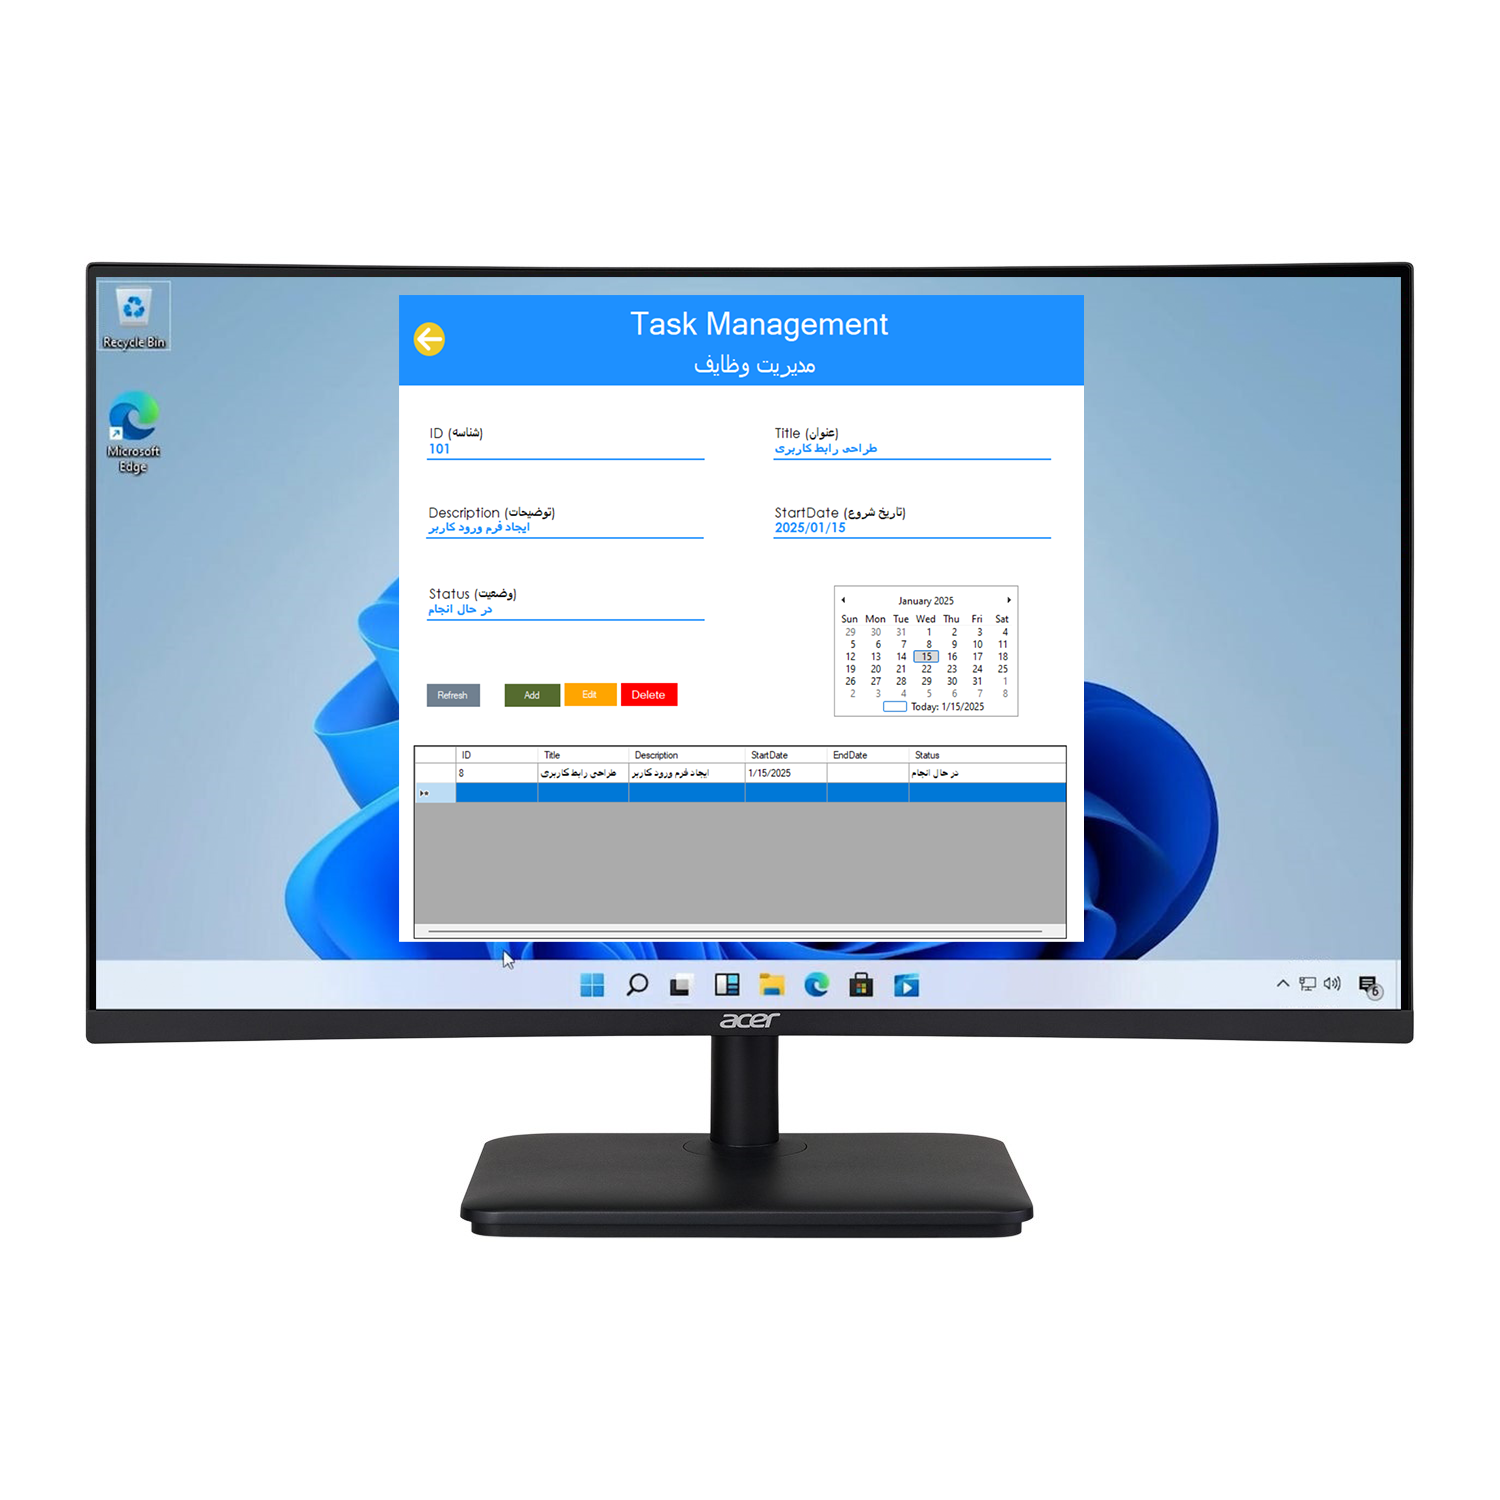 Recycle Bin
Microsoft
Edge
Task Management
مدیریت وظایف
ID (شناسه)
101
Title (عنوان)
طراحی رابط کاربری
Description (توضیحات)
ایجاد فرم ورود کاربر
StartDate (تاریخ شروع)
2025/01/15
Status (وضعیت)
در حال انجام
January 2025
Sun Mon Tue Wed Thu Fri Sat
29 30 31 1 2 3 4
5 6 7 8 9 10 11
12 13 14 15 16 17 18
19 20 21 22 23 24 25
26 27 28 29 30 31 1
2 3 4 5 6 7 8
Today: 1/15/2025
Refresh Add Edit Delete
ID Title Description StartDate EndDate Status
8 طراحی رابط کاربری ایجاد فرم ورود کاربر 1/15/2025 در حال انجام
6
acer